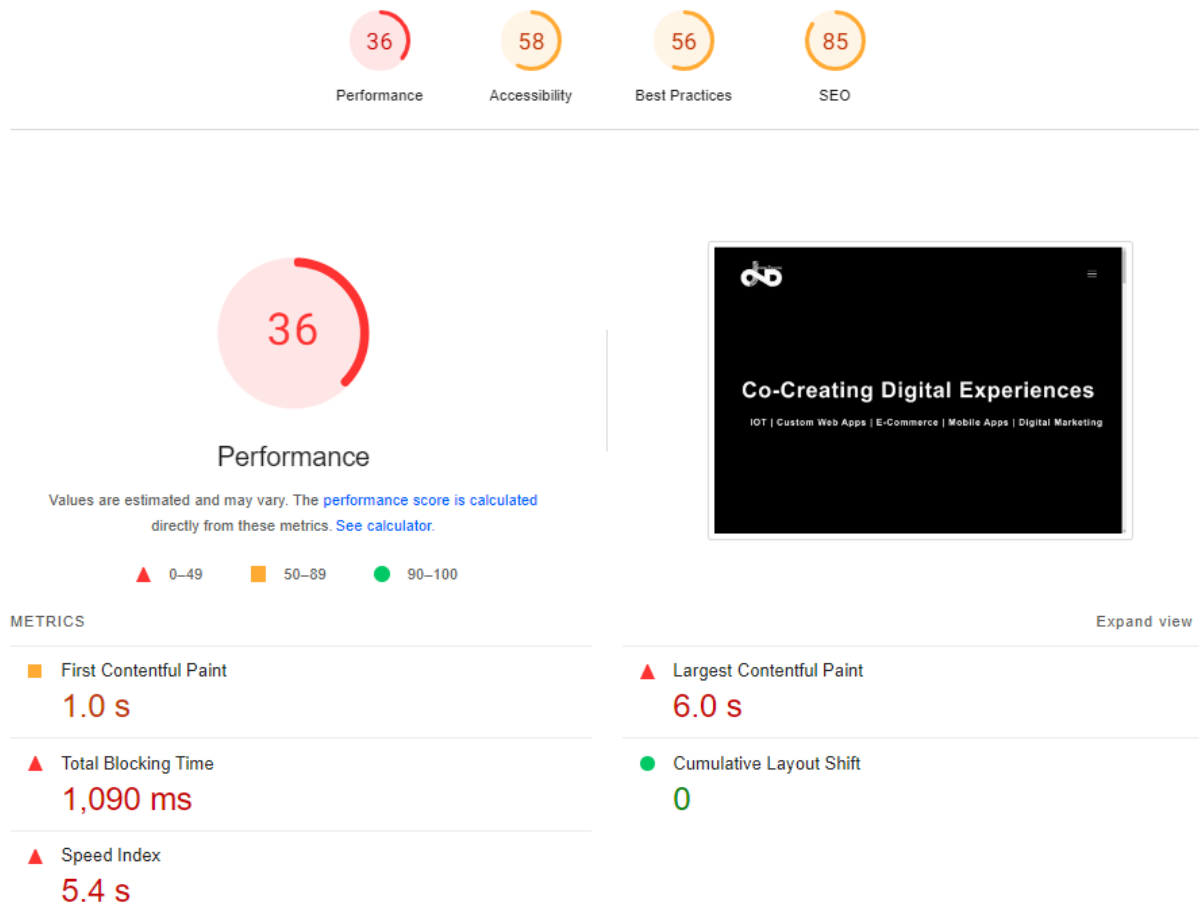 36
58
56
85
Performance
Accessibility
Best Practices
SEO
36
Performance
Values are estimated and may vary. The performance score is calculated
directly from these metrics. See calculator.
0–49
50–89
90–100
Co-Creating Digital Experiences
IOT | Custom Web Apps | E-Commerce | Mobile Apps | Digital Marketing
METRICS
Expand view
First Contentful Paint
1.0 s
Largest Contentful Paint
6.0 s
Total Blocking Time
1,090 ms
Cumulative Layout Shift
0
Speed Index
5.4 s